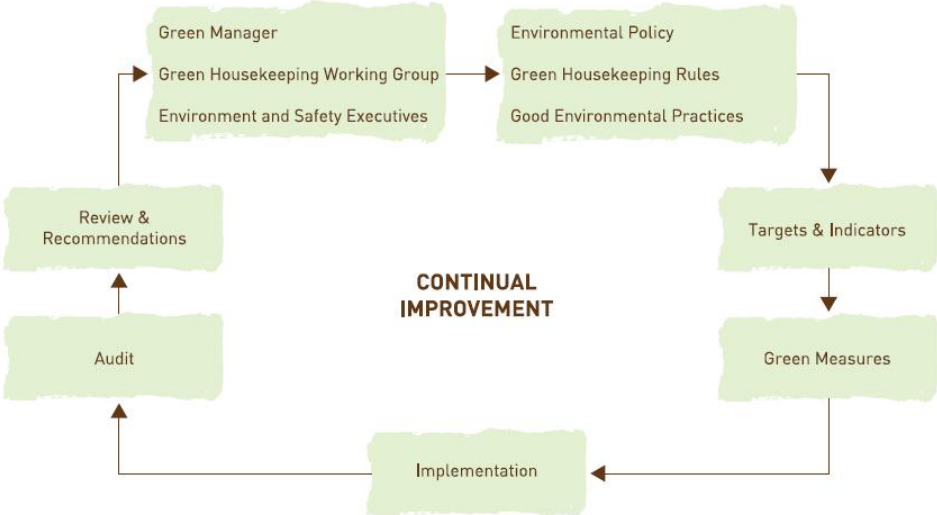 Green Manager
Green Housekeeping Working Group
Environment and Safety Executives
Environmental Policy
Green Housekeeping Rules
Good Environmental Practices
Targets & Indicators
Green Measures
Implementation
Audit
Review &
Recommendations
CONTINUAL
IMPROVEMENT